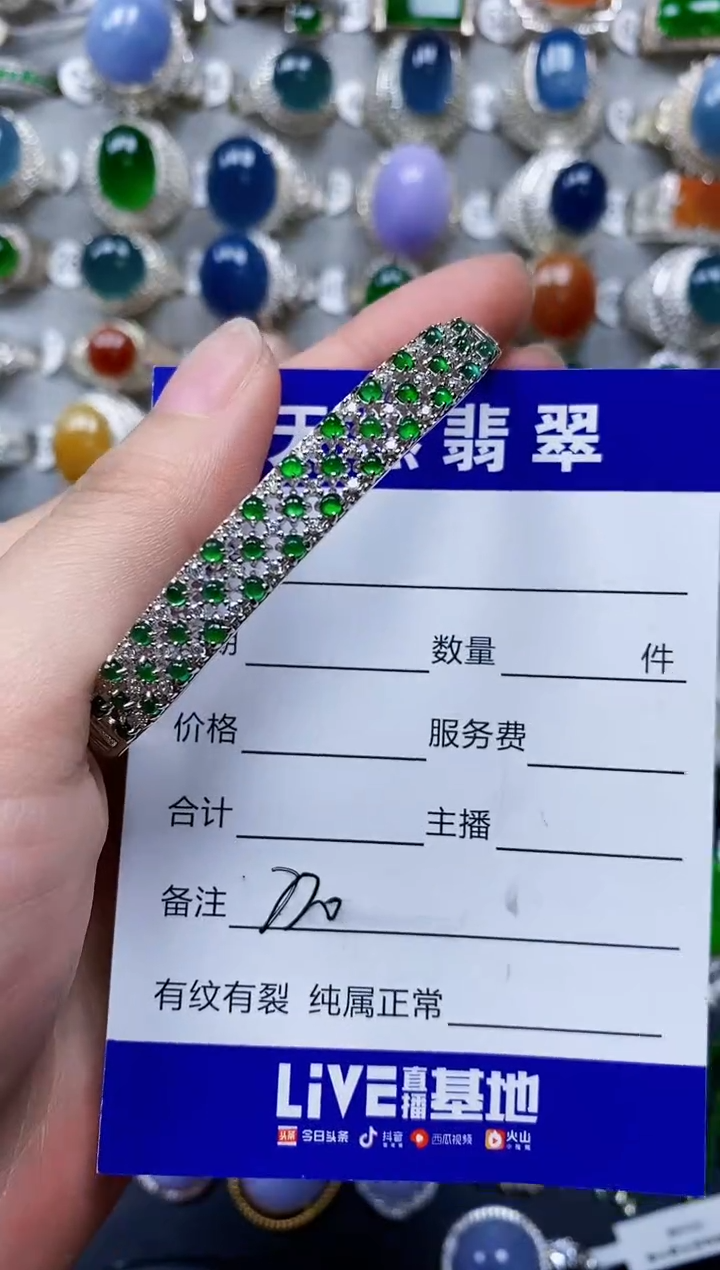 翡翠
数量 件
价格 服务费
合计 主播
备注
有纹有裂 纯属正常
LiVE直播基地
头条 今日头条 抖音 西瓜视频 火山